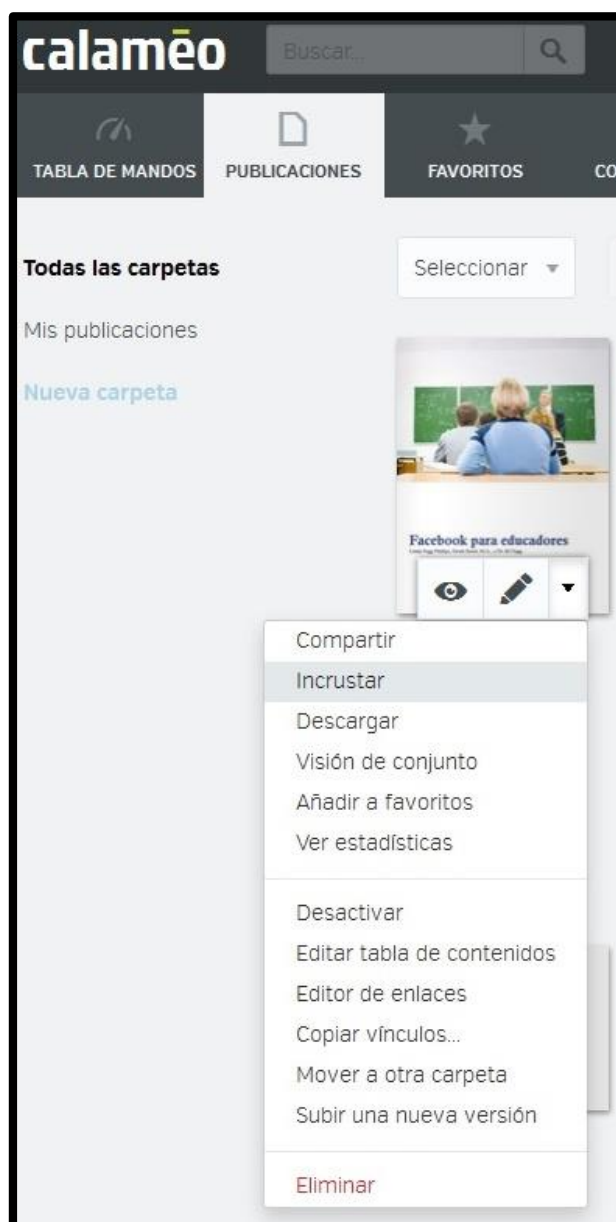 calamēo
Buscar...
TABLA DE MANDOS PUBLICACIONES FAVORITOS CO
Todas las carpetas
Seleccionar
Mis publicaciones
Nueva carpeta
Facebook para educadores
Compartir
Incrustar
Descargar
Visión de conjunto
Añadir a favoritos
Ver estadísticas
Desactivar
Editar tabla de contenidos
Editor de enlaces
Copiar vínculos...
Mover a otra carpeta
Subir una nueva versión
Eliminar